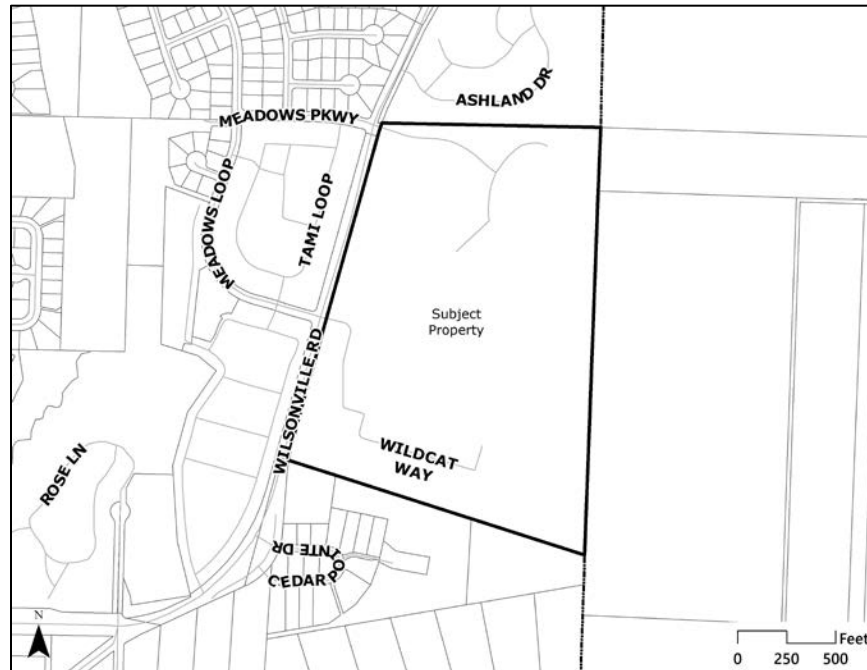 ASHLAND DR
MEADOWS PKWY
MEADOWS LOOP
TAMI LOOP
Subject
Property
WILSONVILLE RD
WILDCAT
WAY
ROSE LN
CEDAR POINTE DR
N
Feet
0 250 500